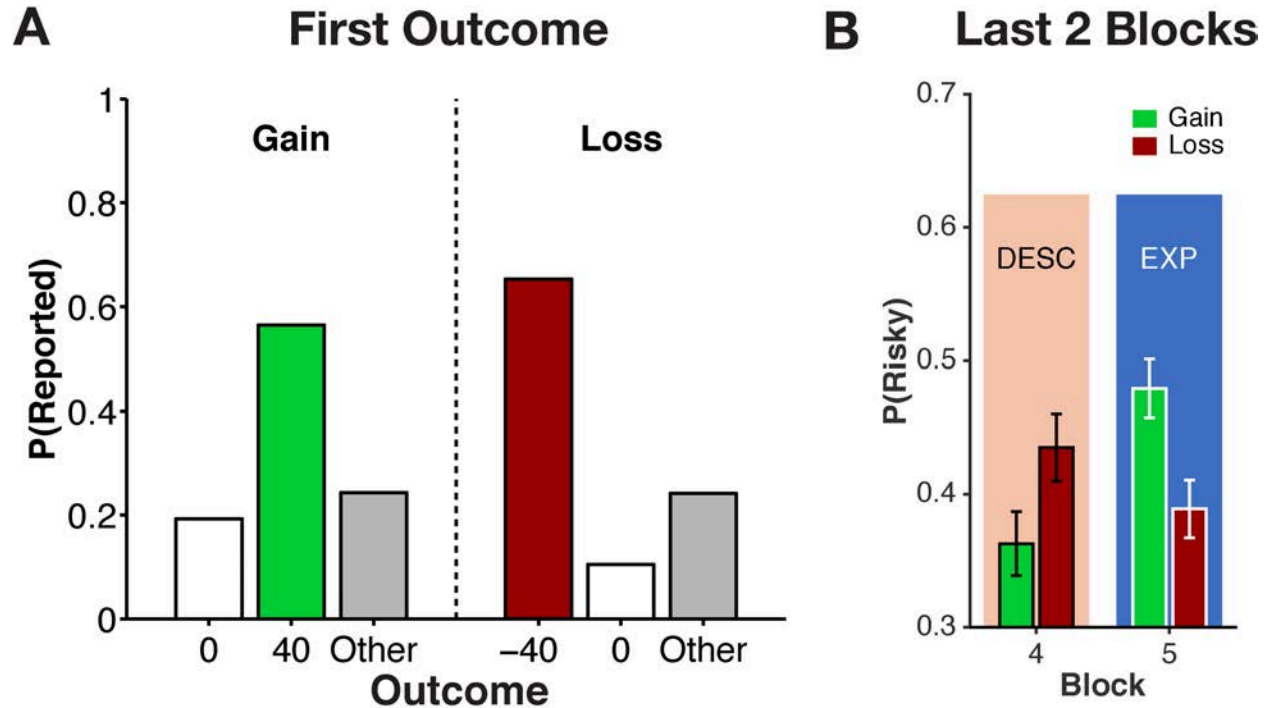 A
First Outcome
P(Reported)
1
0.8
0.6
0.4
0.2
0
Gain
Loss
0 40 Other −40 0 Other
Outcome
B
Last 2 Blocks
P(Risky)
0.7
0.6
0.5
0.4
0.3
Gain
Loss
DESC EXP
4 5
Block